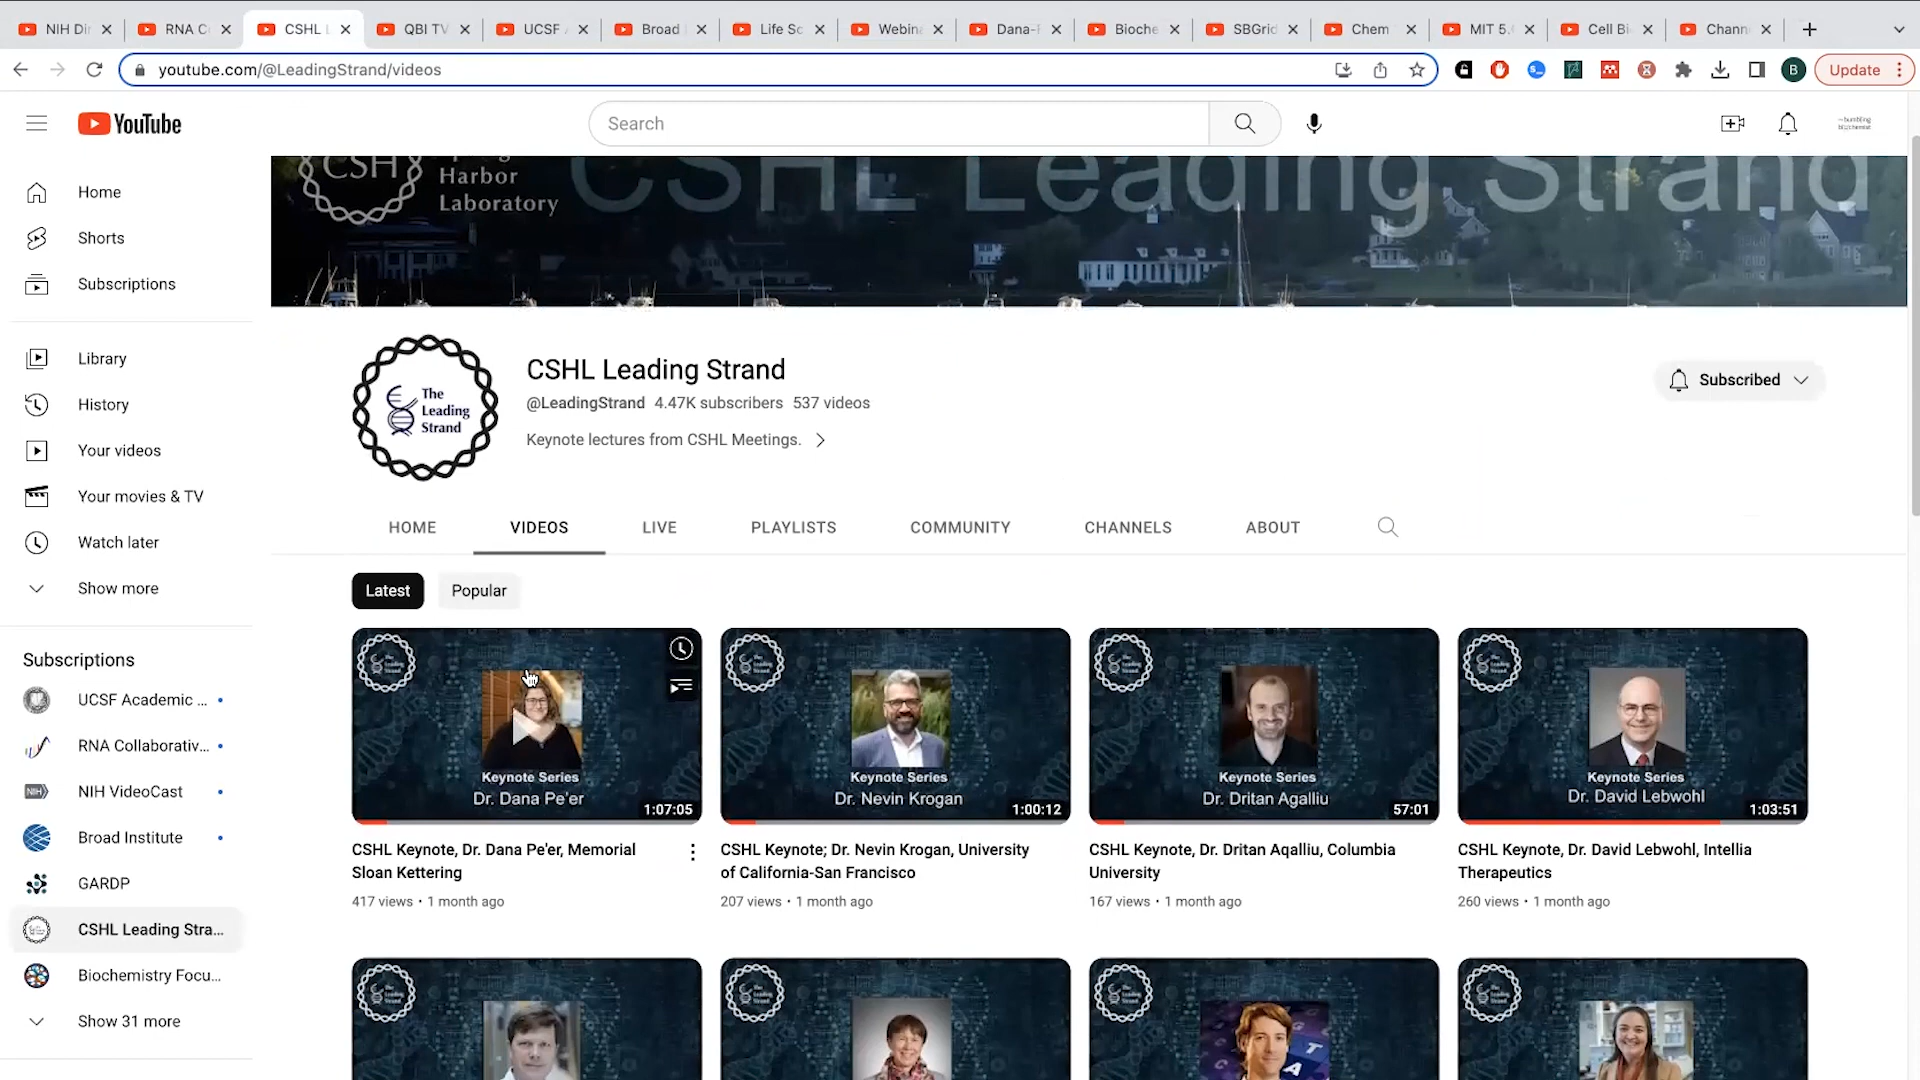 NIH Dir
RNA C
CSHL L
QBI TV
UCSF A
Broad
Life Sc
Webina
Dana-F
Bioche
SBGrid
Chem
MIT 5.
Cell Bi
Chann
youtube.com/@LeadingStrand/videos
B
Update
YouTube
Search
Home
Shorts
Subscriptions
Library
History
Your videos
Your movies & TV
Watch later
Show more
Subscriptions
UCSF Academic ...
RNA Collaborativ...
NIH VideoCast
Broad Institute
GARDP
CSHL Leading Stra...
Biochemistry Focu...
Show 31 more
CSH
Harbor
Laboratory
CSHL Leading Strand
The
Leading
Strand
CSHL Leading Strand
@LeadingStrand 4.47K subscribers 537 videos
Keynote lectures from CSHL Meetings.
Subscribed
HOME
VIDEOS
LIVE
PLAYLISTS
COMMUNITY
CHANNELS
ABOUT
Latest
Popular
Keynote Series
Dr. Dana Pe'er
1:07:05
CSHL Keynote, Dr. Dana Pe'er, Memorial
Sloan Kettering
417 views • 1 month ago
Keynote Series
Dr. Nevin Krogan
1:00:12
CSHL Keynote; Dr. Nevin Krogan, University
of California-San Francisco
207 views • 1 month ago
Keynote Series
Dr. Dritan Agalliu
57:01
CSHL Keynote, Dr. Dritan Aqalliu, Columbia
University
167 views • 1 month ago
Keynote Series
Dr. David Lebwohl
1:03:51
CSHL Keynote, Dr. David Lebwohl, Intellia
Therapeutics
260 views • 1 month ago